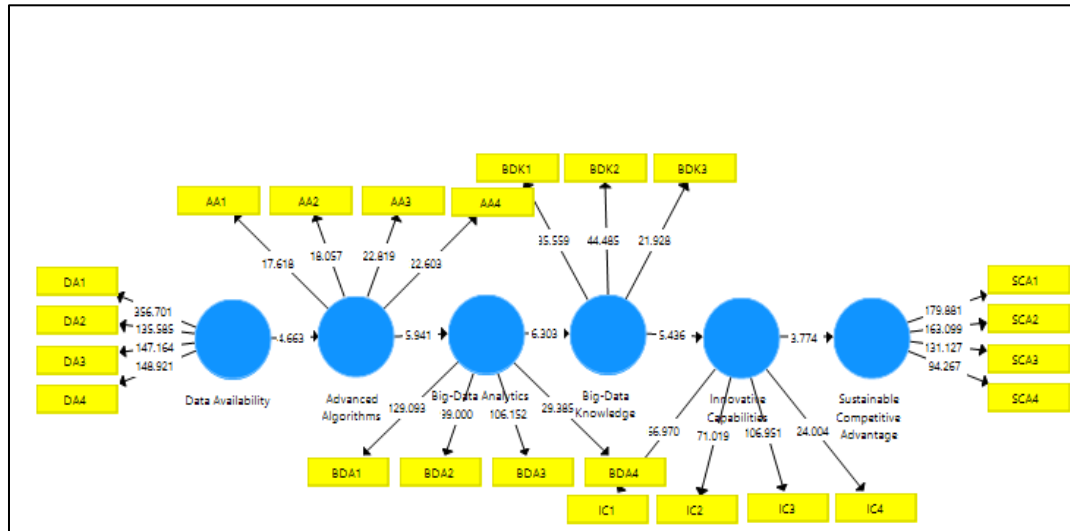 BDK1 BDK2 BDK3
AA1 AA2 AA3 AA4
35.559 44.485 21.928
17.618 18.057 22.819 22.603
DA1
DA2
DA3
DA4
356.701
135.585
147.164
148.921
4.663 5.941 6.303 5.436 3.774
SCA1
SCA2
SCA3
SCA4
179.881
163.099
131.127
94.267
Data Availability
Advanced
Algorithms
Big-Data Analytics
Big-Data
Knowledge
Innovative
Capabilities
Sustainable
Competitive
Advantage
129.093 106.152 29.385
71.019 106.951 24.004
BDA1 BDA2 BDA3 BDA4
IC1 IC2 IC3 IC4